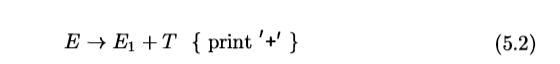 E → E₁ + T { print '+' } (5.2)